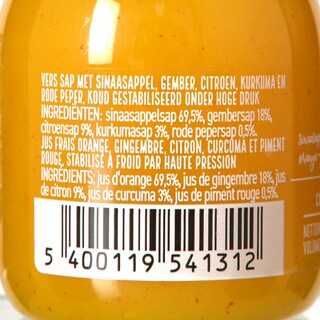 VERS SAP MET SINAASAPPEL, GEMBER, CITROEN, KURKUMA EN
RODE PEPER, KOUD GESTABILISEERD ONDER HOGE DRUK
INGREDIËNTEN: sinaasappelsap 69,5%, gembersap 18%,
citroensap 9%, kurkumasap 3%, rode pepersap 0,5%.
JUS FRAIS ORANGE, GINGEMBRE, CITRON, CURCUMA ET PIMENT
ROUGE, STABILISÉ À FROID PAR HAUTE PRESSION
INGRÉDIENTS: jus d'orange 69,5%, jus de gingembre 18%, jus
de citron 9%, jus de curcuma 3%, jus de piment rouge 0,5%.
5 400119 541312